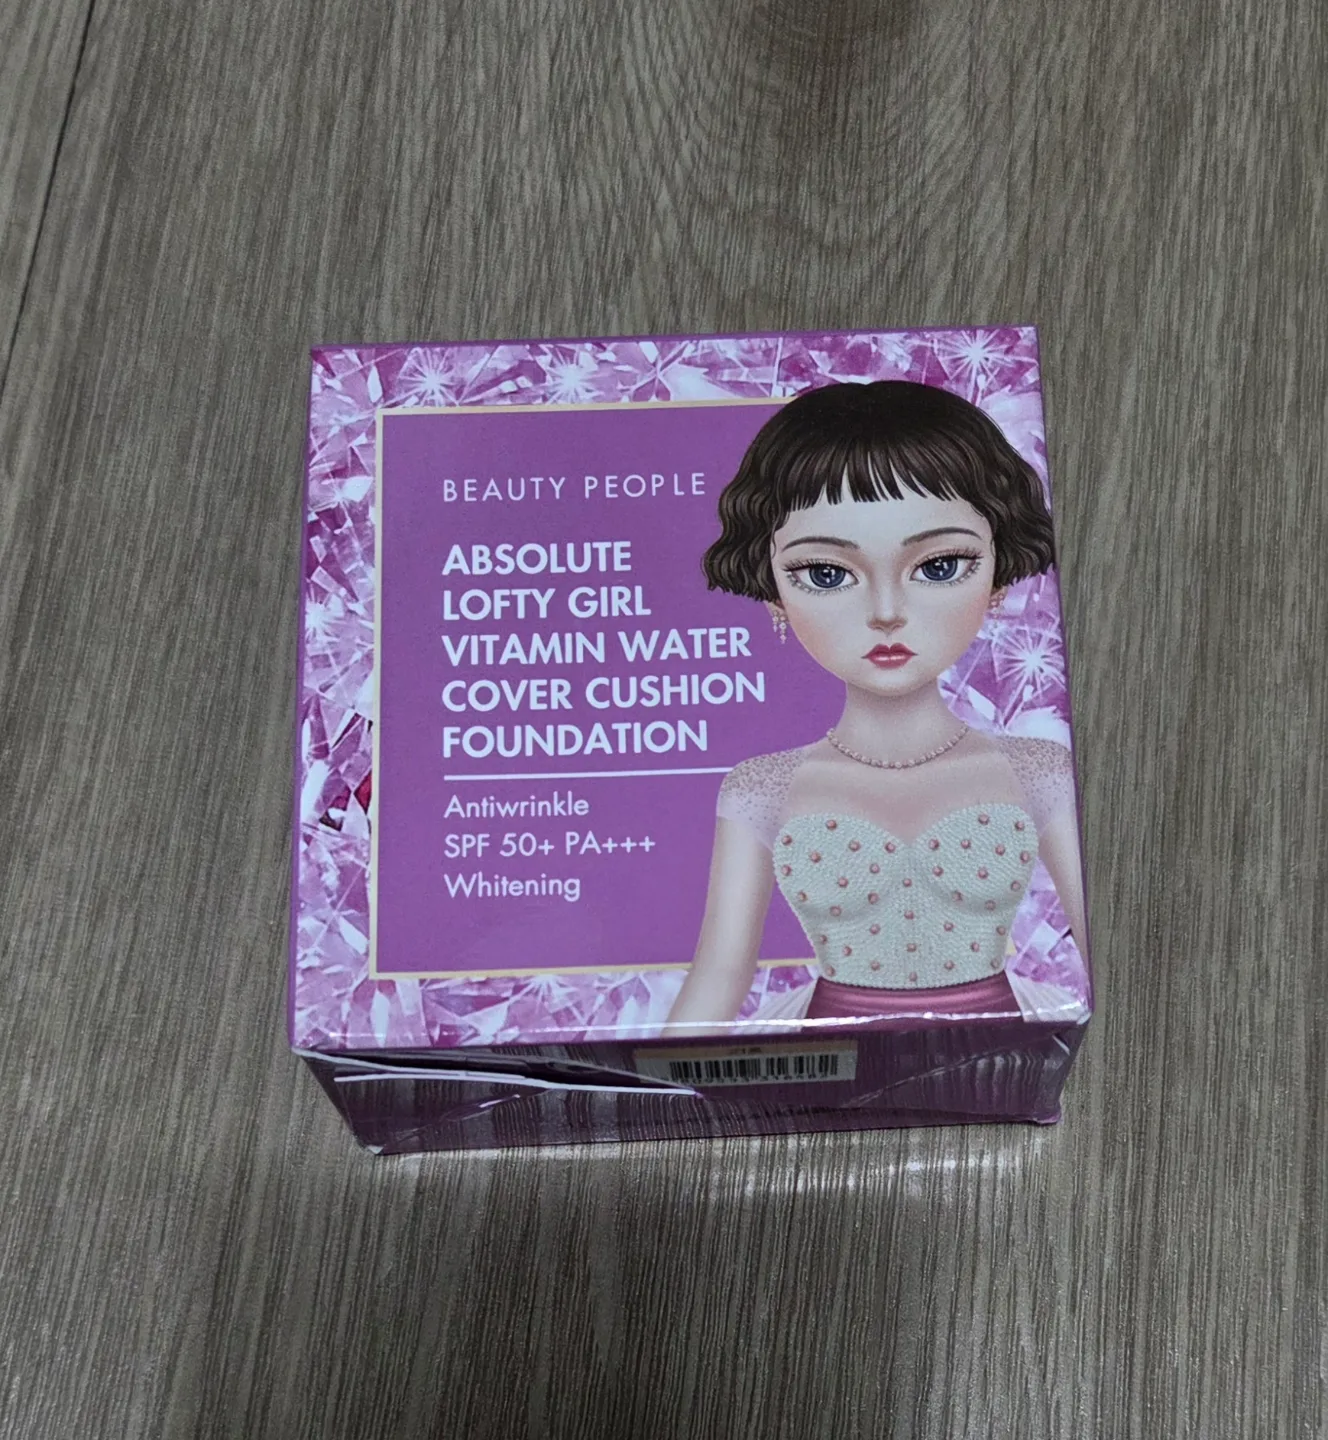 BEAUTY PEOPLE
ABSOLUTE
LOFTY GIRL
VITAMIN WATER
COVER CUSHION
FOUNDATION
Antiwrinkle
SPF 50+ PA+++
Whitening